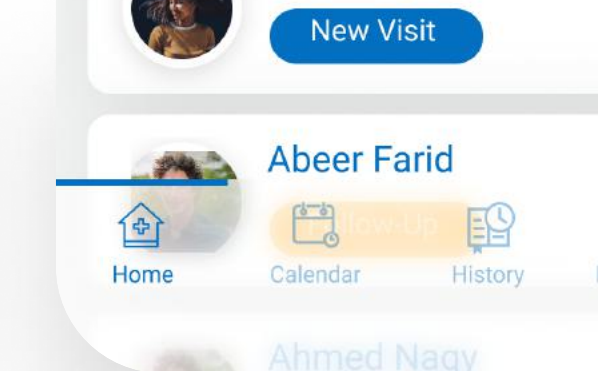 New Visit
Abeer Farid
Follow-Up
Home Calendar History
Ahmed Nagy